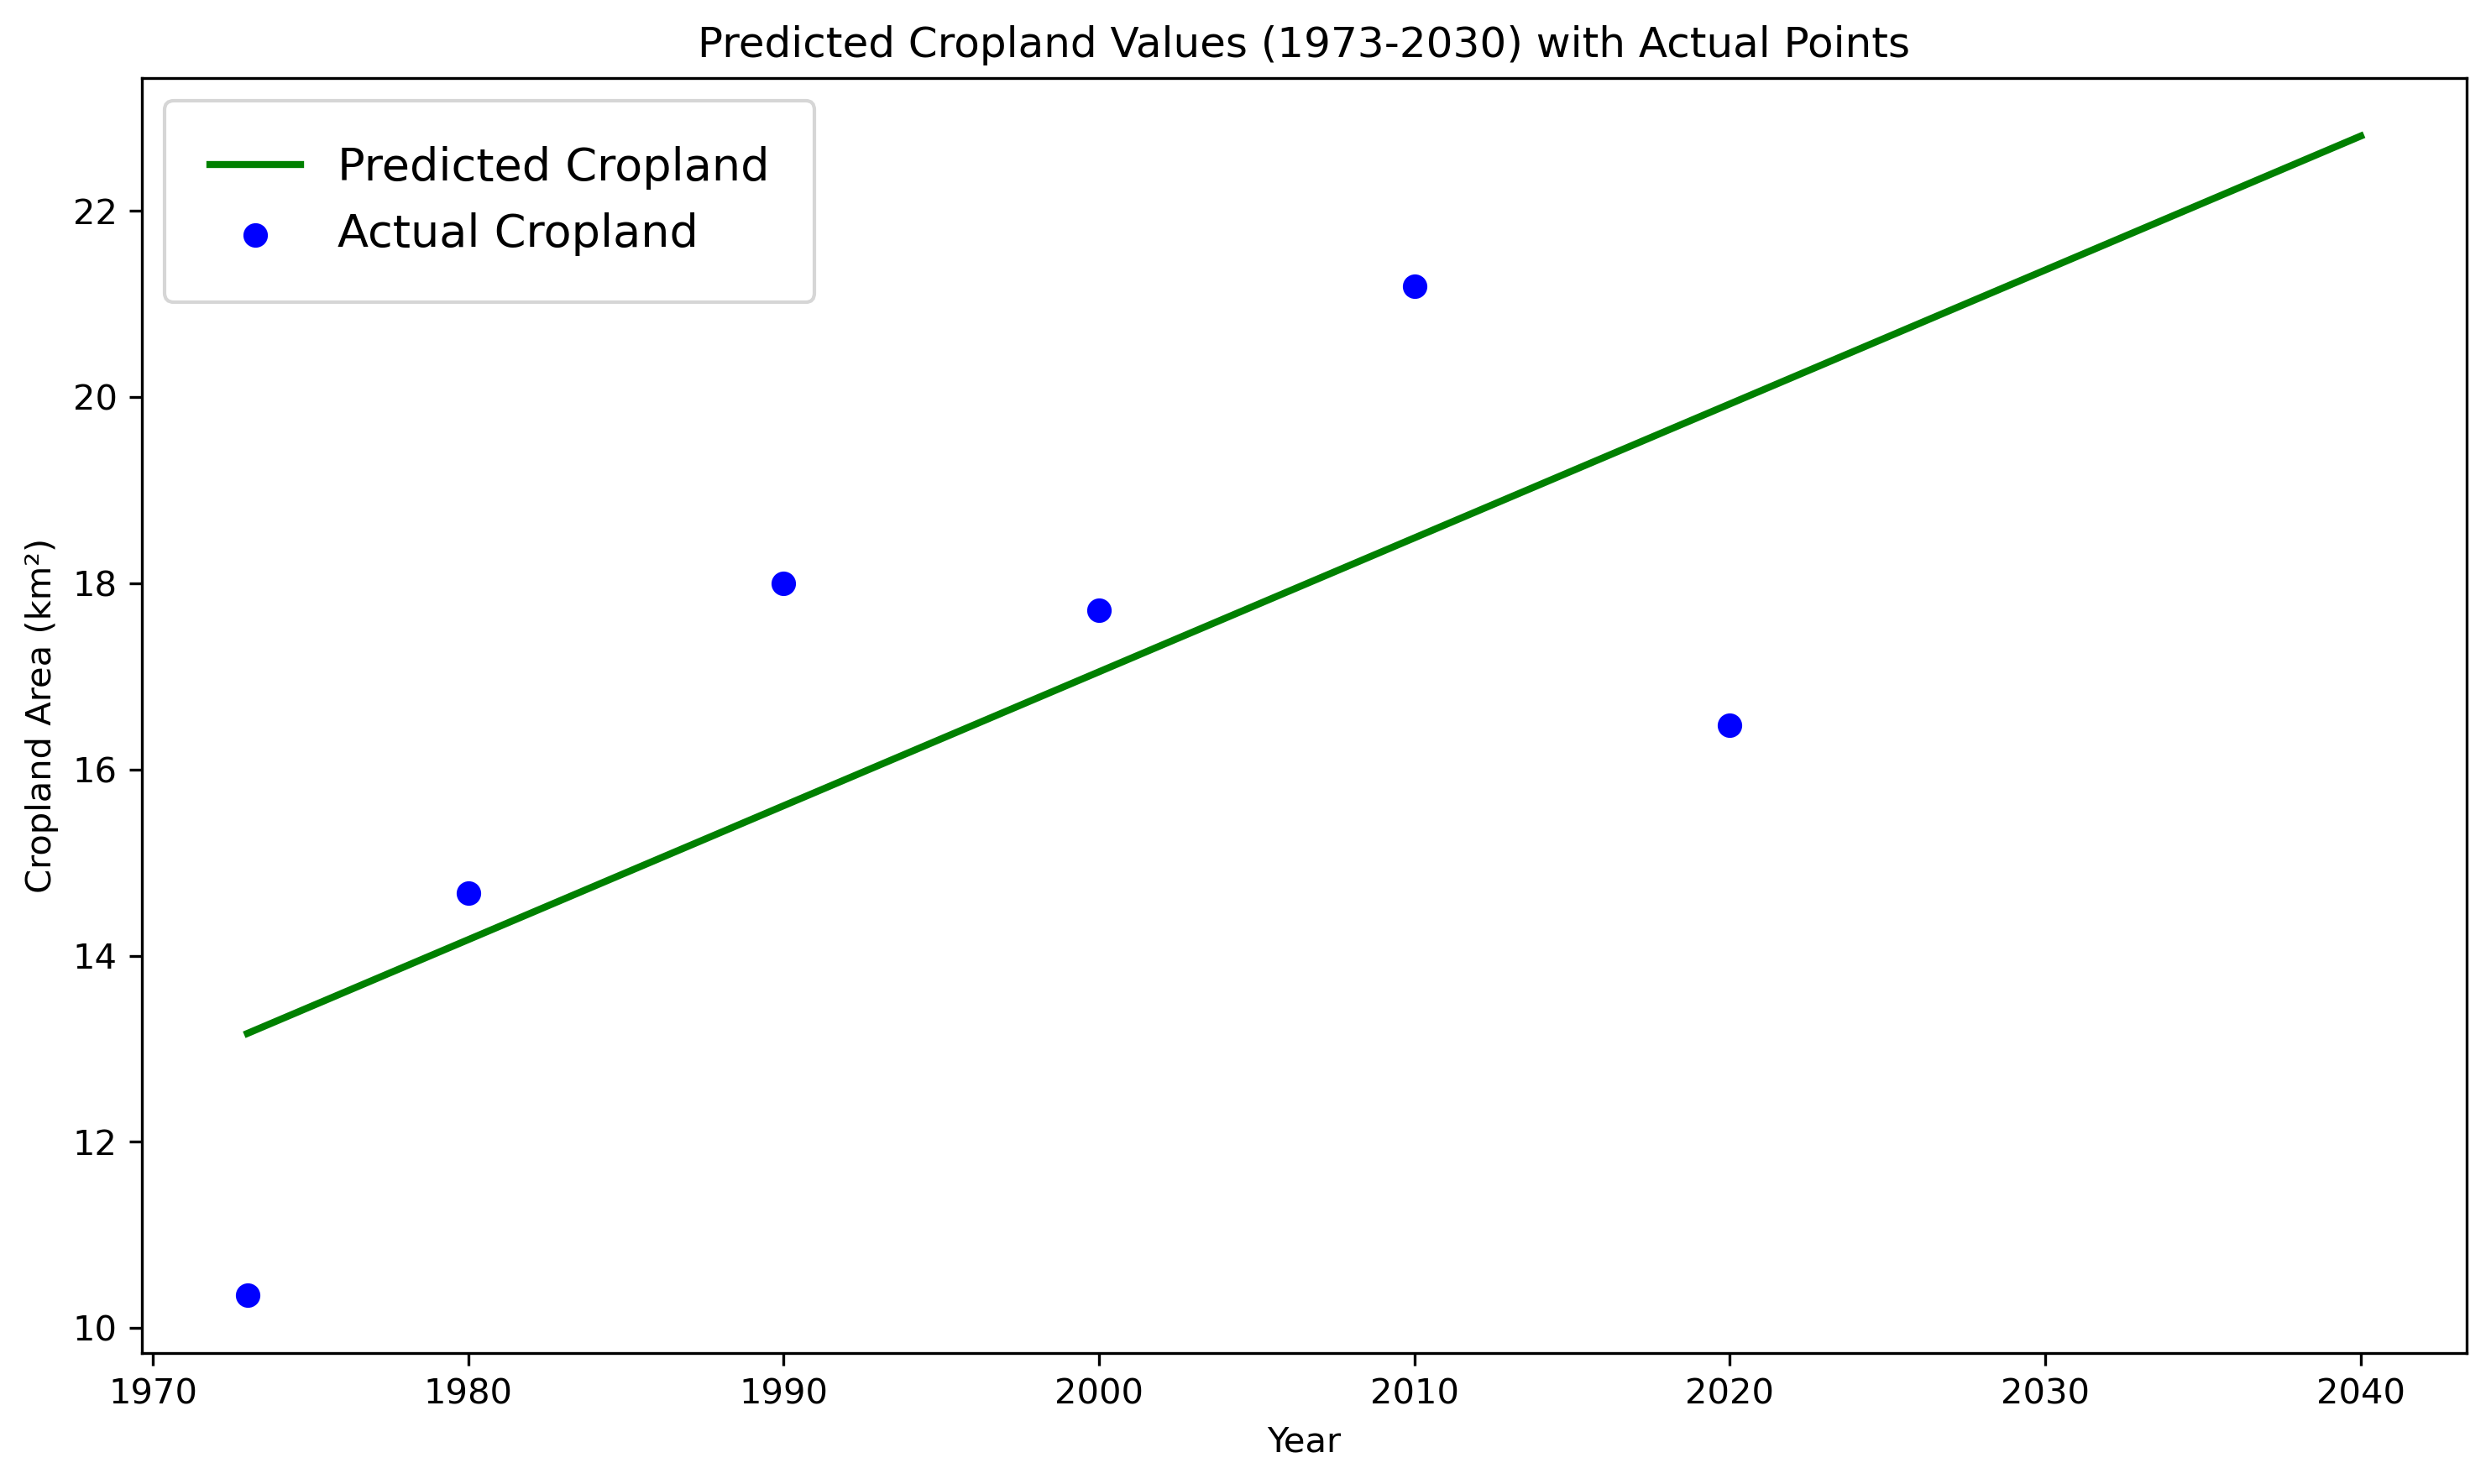 Predicted Cropland Values (1973-2030) with Actual Points
Predicted Cropland
Actual Cropland
22
20
18
16
14
12
10
Cropland Area (km²)
1970 1980 1990 2000 2010 2020 2030 2040
Year